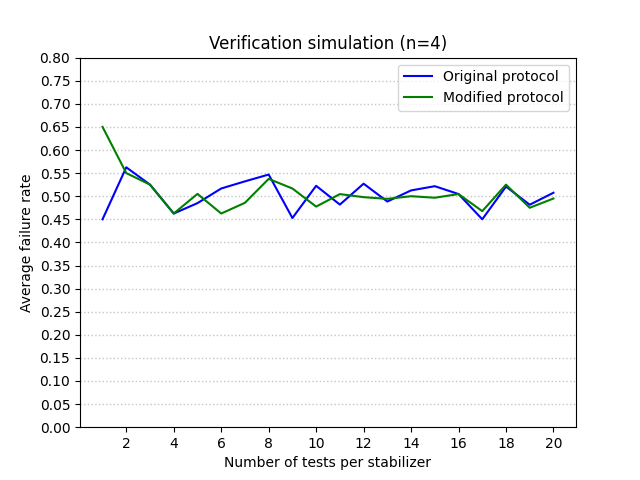 Verification simulation (n=4)
Original protocol
Modified protocol
0.80
0.75
0.70
0.65
0.60
0.55
0.50
0.45
0.40
0.35
0.30
0.25
0.20
0.15
0.10
0.05
0.00
Average failure rate
2 4 6 8 10 12 14 16 18 20
Number of tests per stabilizer